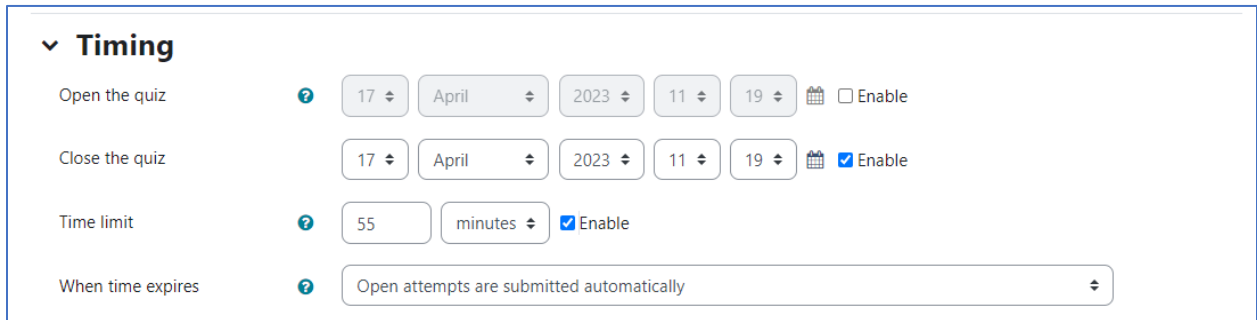 Timing
Open the quiz ? 17 April 2023 11 19 Enable
Close the quiz 17 April 2023 11 19 Enable
Time limit ? 55 minutes Enable
When time expires ? Open attempts are submitted automatically